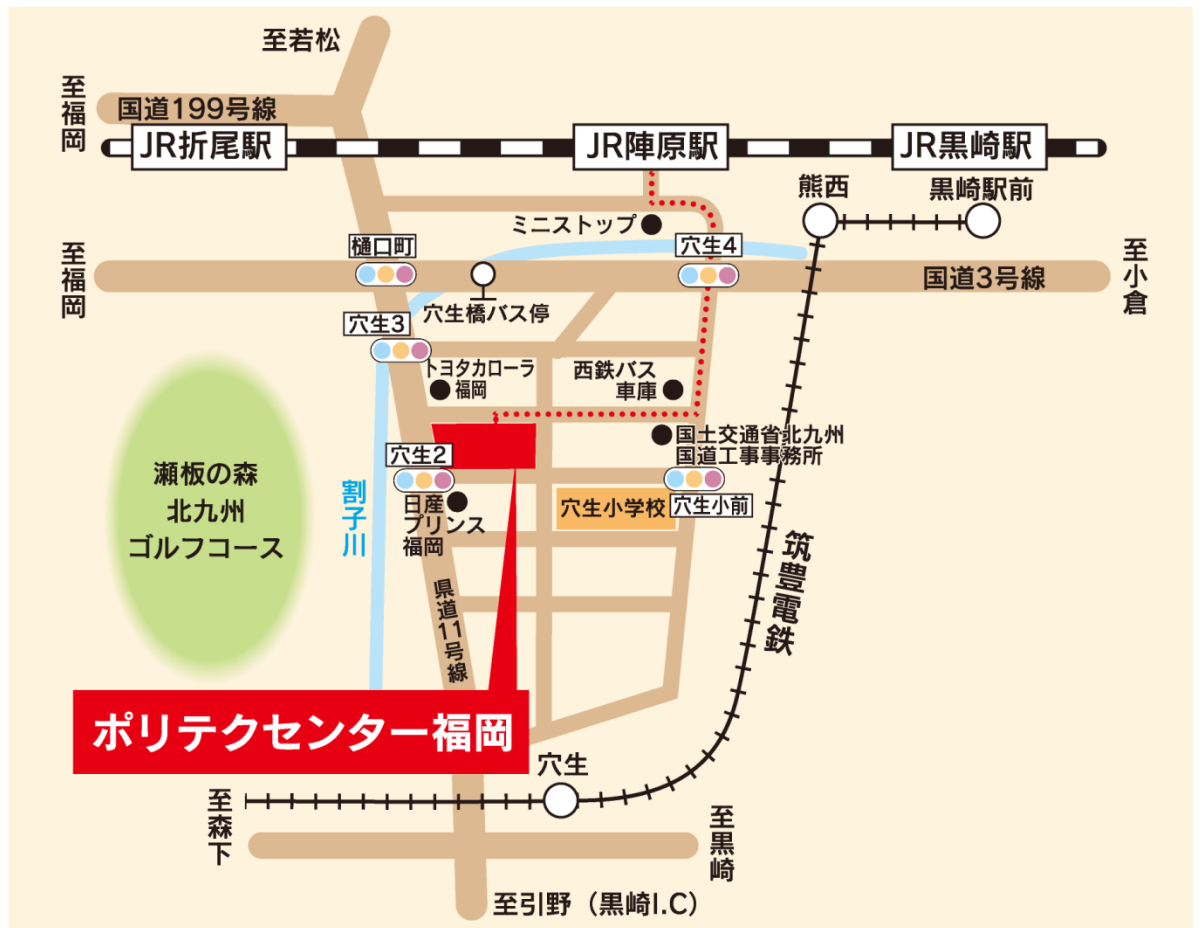 至若松
至福岡
国道199号線
JR折尾駅
JR陣原駅
JR黒崎駅
熊西
黒崎駅前
ミニストップ
樋口町
穴生4
至福岡
至小倉
国道3号線
穴生橋バス停
穴生3
トヨタカローラ
福岡
西鉄バス
車庫
国土交通省北九州
国道工事事務所
穴生2
瀬板の森
北九州
ゴルフコース
割子川
日産
プリンス
福岡
穴生小学校
穴生小前
筑豊電鉄
県道11号線
ポリテクセンター福岡
穴生
至森下
至黒崎
至引野（黒崎I.C）